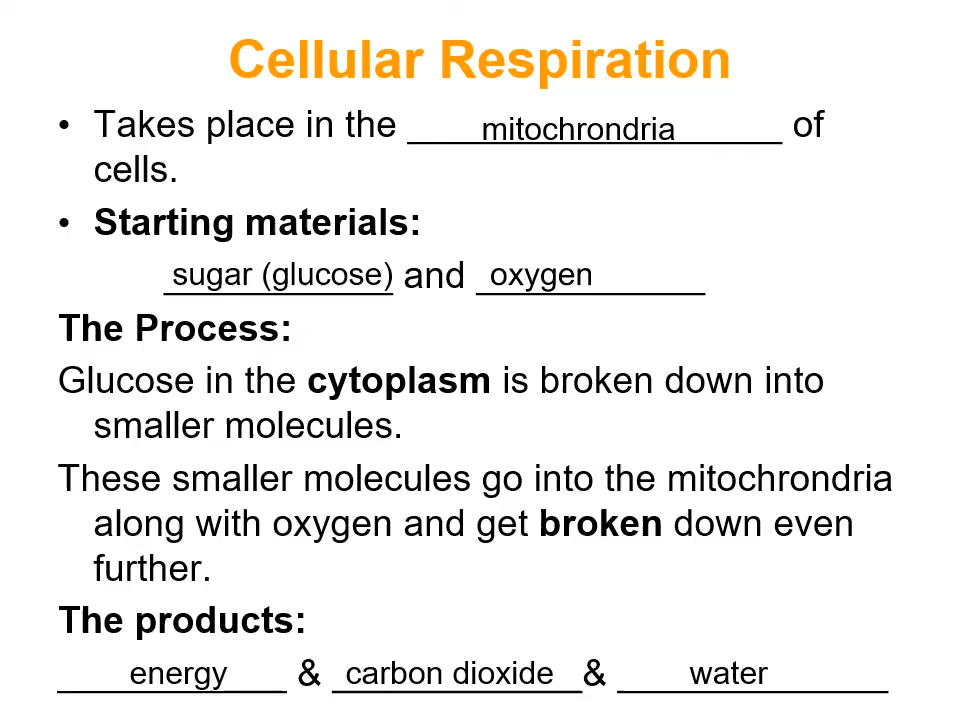 Cellular Respiration
• Takes place in the ____mitochrondria____ of
cells.
• Starting materials:
sugar (glucose) and oxygen
The Process:
Glucose in the cytoplasm is broken down into
smaller molecules.
These smaller molecules go into the mitochrondria
along with oxygen and get broken down even
further.
The products:
energy & carbon dioxide & water